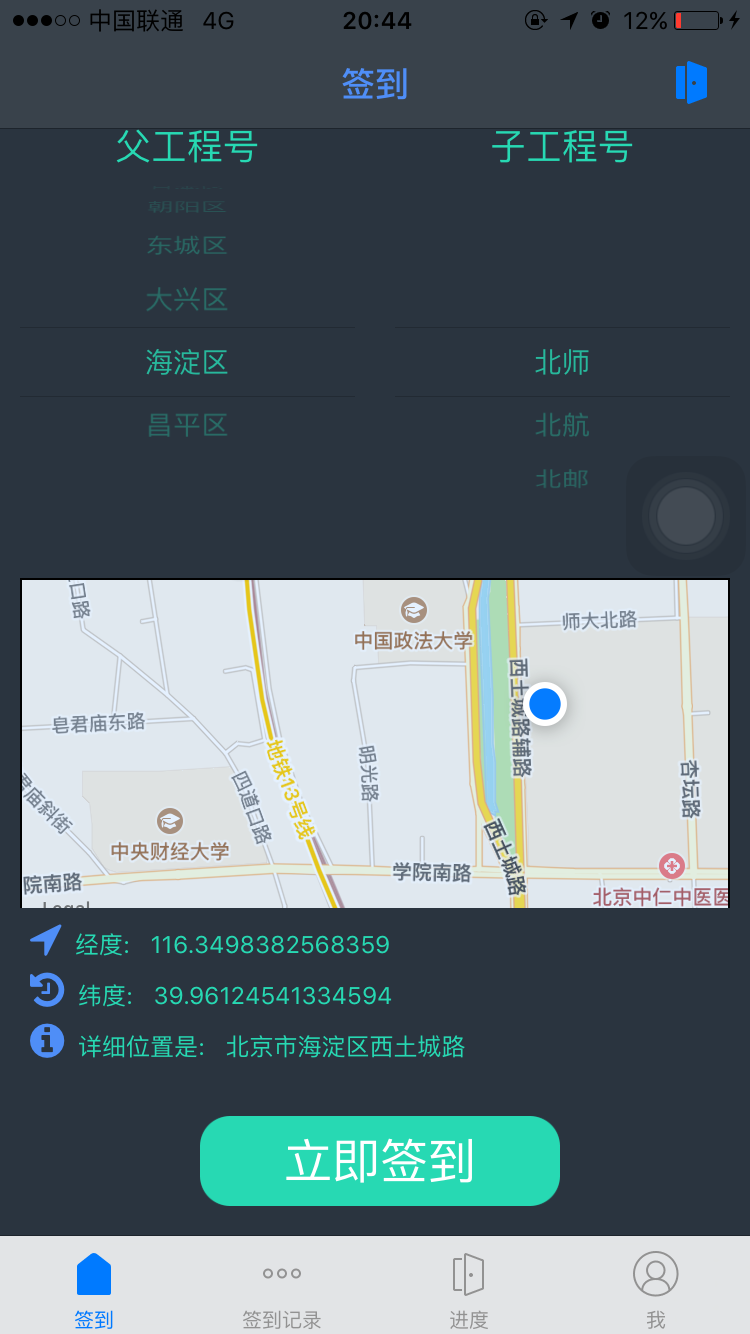 中国联通 4G 20:44 12%
签到
父工程号 子工程号
朝阳区
东城区
大兴区
海淀区 北师
昌平区 北航
北邮
口路
中国政法大学
师大北路
西土城路辅路
皂君庙东路
地铁13号线
明光路
四道口路
杏坛路
君庙斜街
中央财经大学
西土城路
学院南路
院南路
北京中仁中医医
Legal
经度: 116.3498382568359
纬度: 39.96124541334594
详细位置是: 北京市海淀区西土城路
立即签到
签到 签到记录 进度 我